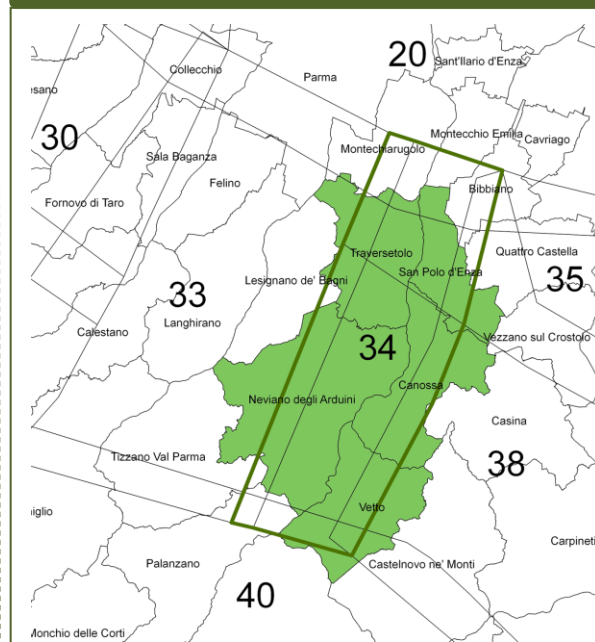 20
Sant'Ilario d'Enza
Collecchio
Parma
esano
30
Montecchio Emilia
Cavriago
Montechiarugolo
Sala Baganza
Felino
Bibbiano
Fornovo di Taro
Traversetolo
Quattro Castella
San Polo d'Enza
35
Lesignano de' Bagni
33
Langhirano
Calestano
Vezzano sul Crostolo
34
Canossa
Neviano degli Arduini
Casina
Tizzano Val Parma
38
Vetto
niglio
Carpineti
Palanzano
Castelnovo ne' Monti
40
Monchio delle Corti